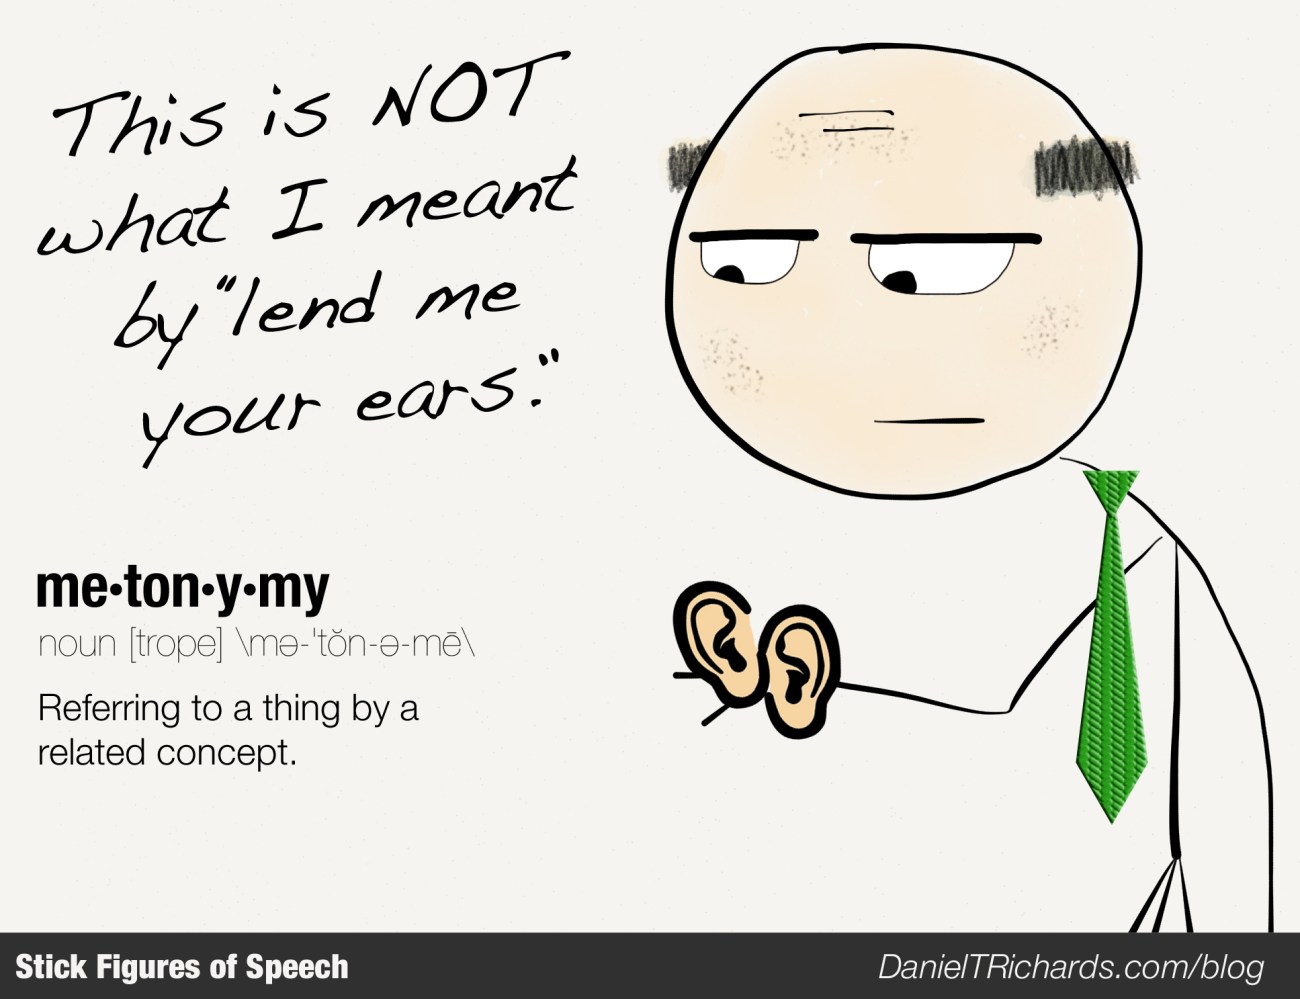 This is NOT
what I meant
by "lend me
your ears."
me•ton•y•my
noun [trope] \mə-'tŏn-ə-mē\
Referring to a thing by a
related concept.
Stick Figures of Speech
DanielTRichards.com/blog